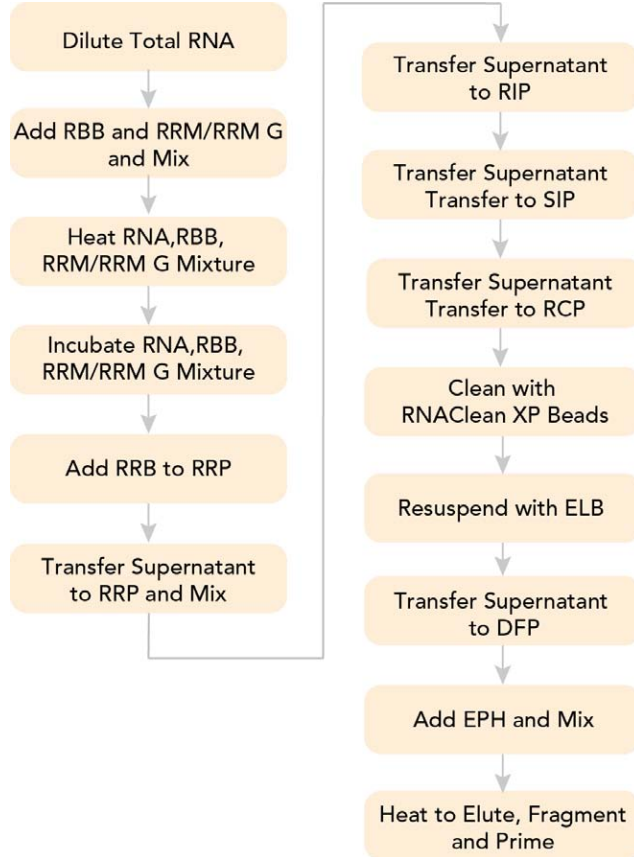 Dilute Total RNA
Add RBB and RRM/RRM G
and Mix
Heat RNA,RBB,
RRM/RRM G Mixture
Incubate RNA,RBB,
RRM/RRM G Mixture
Add RRB to RRP
Transfer Supernatant
to RRP and Mix
Transfer Supernatant
to RIP
Transfer Supernatant
Transfer to SIP
Transfer Supernatant
Transfer to RCP
Clean with
RNAClean XP Beads
Resuspend with ELB
Transfer Supernatant
to DFP
Add EPH and Mix
Heat to Elute, Fragment
and Prime